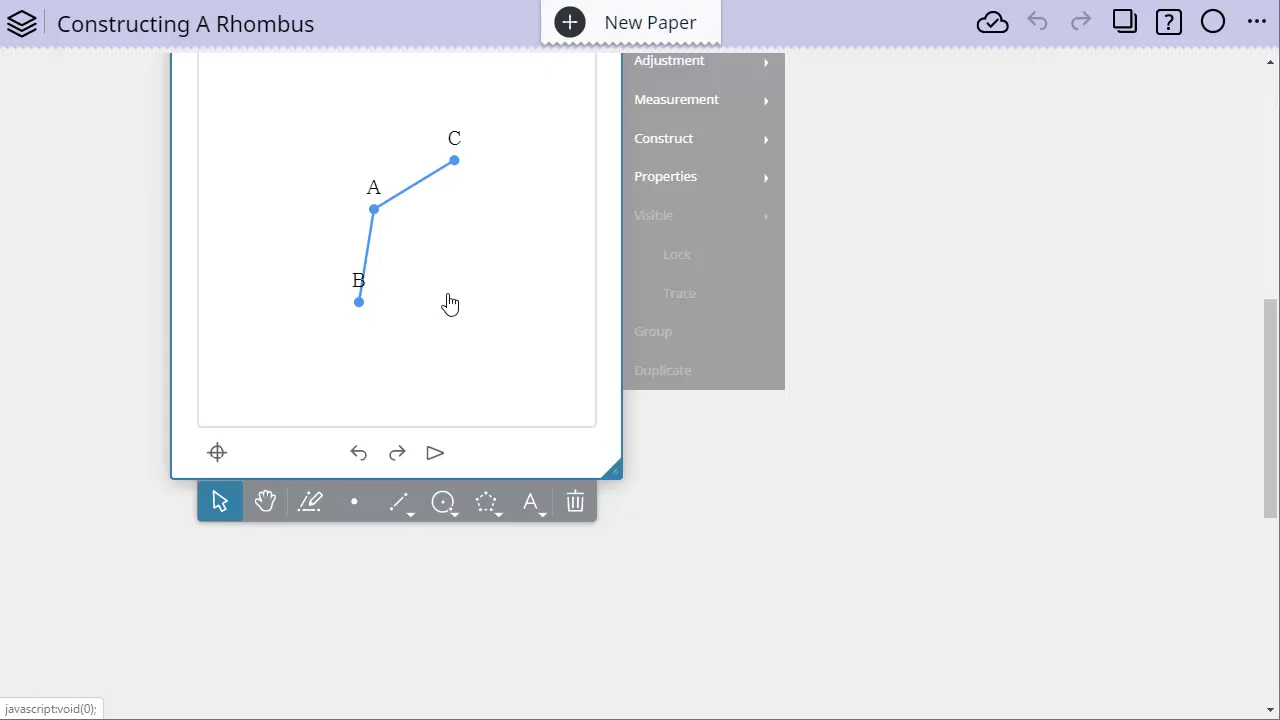 Constructing A Rhombus
New Paper
Adjustment
Measurement
Construct
Properties
Visible
Lock
Trace
Group
Duplicate
C
A
B
A
javascript:void(0);